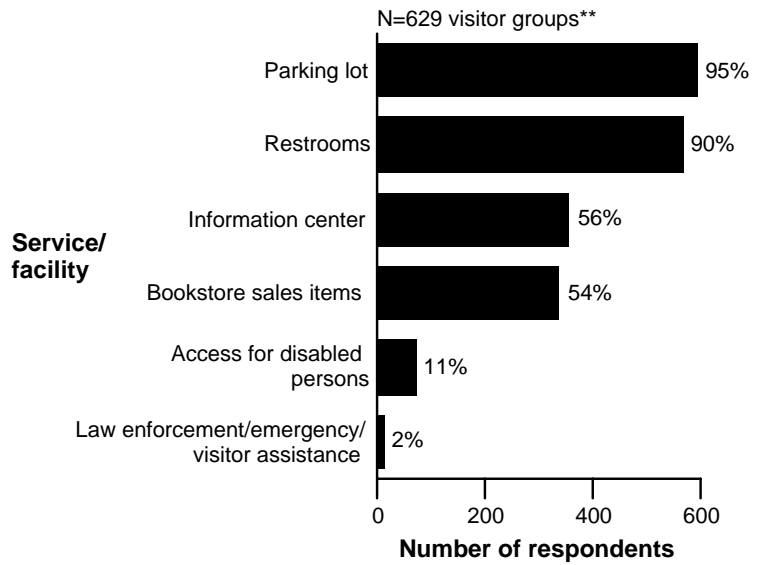 N=629 visitor groups**
Parking lot
95%
Restrooms
90%
Information center
56%
Service/
facility
Bookstore sales items
54%
Access for disabled
persons
11%
Law enforcement/emergency/
visitor assistance
2%
0 200 400 600
Number of respondents